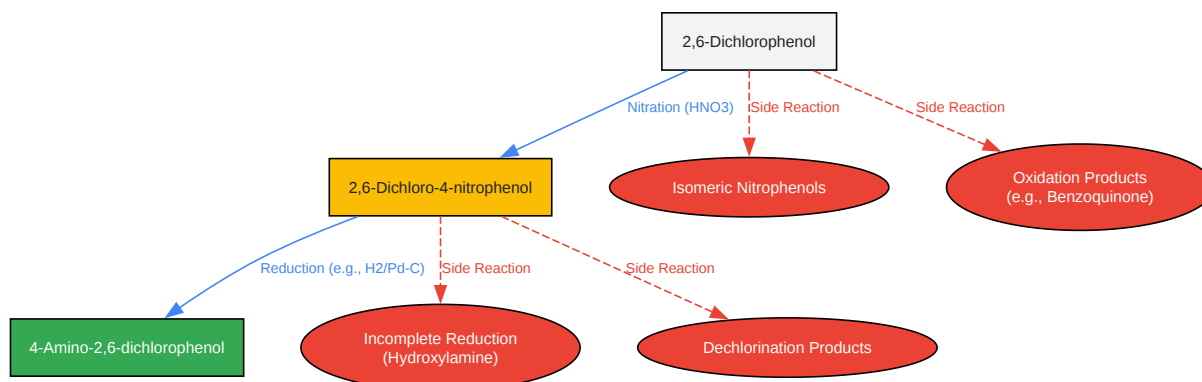 2,6-Dichlorophenol
Nitration (HNO3)
Side Reaction
Side Reaction
2,6-Dichloro-4-nitrophenol
Isomeric Nitrophenols
Oxidation Products
(e.g., Benzoquinone)
Reduction (e.g., H2/Pd-C)
Side Reaction
Side Reaction
4-Amino-2,6-dichlorophenol
Incomplete Reduction
(Hydroxylamine)
Dechlorination Products